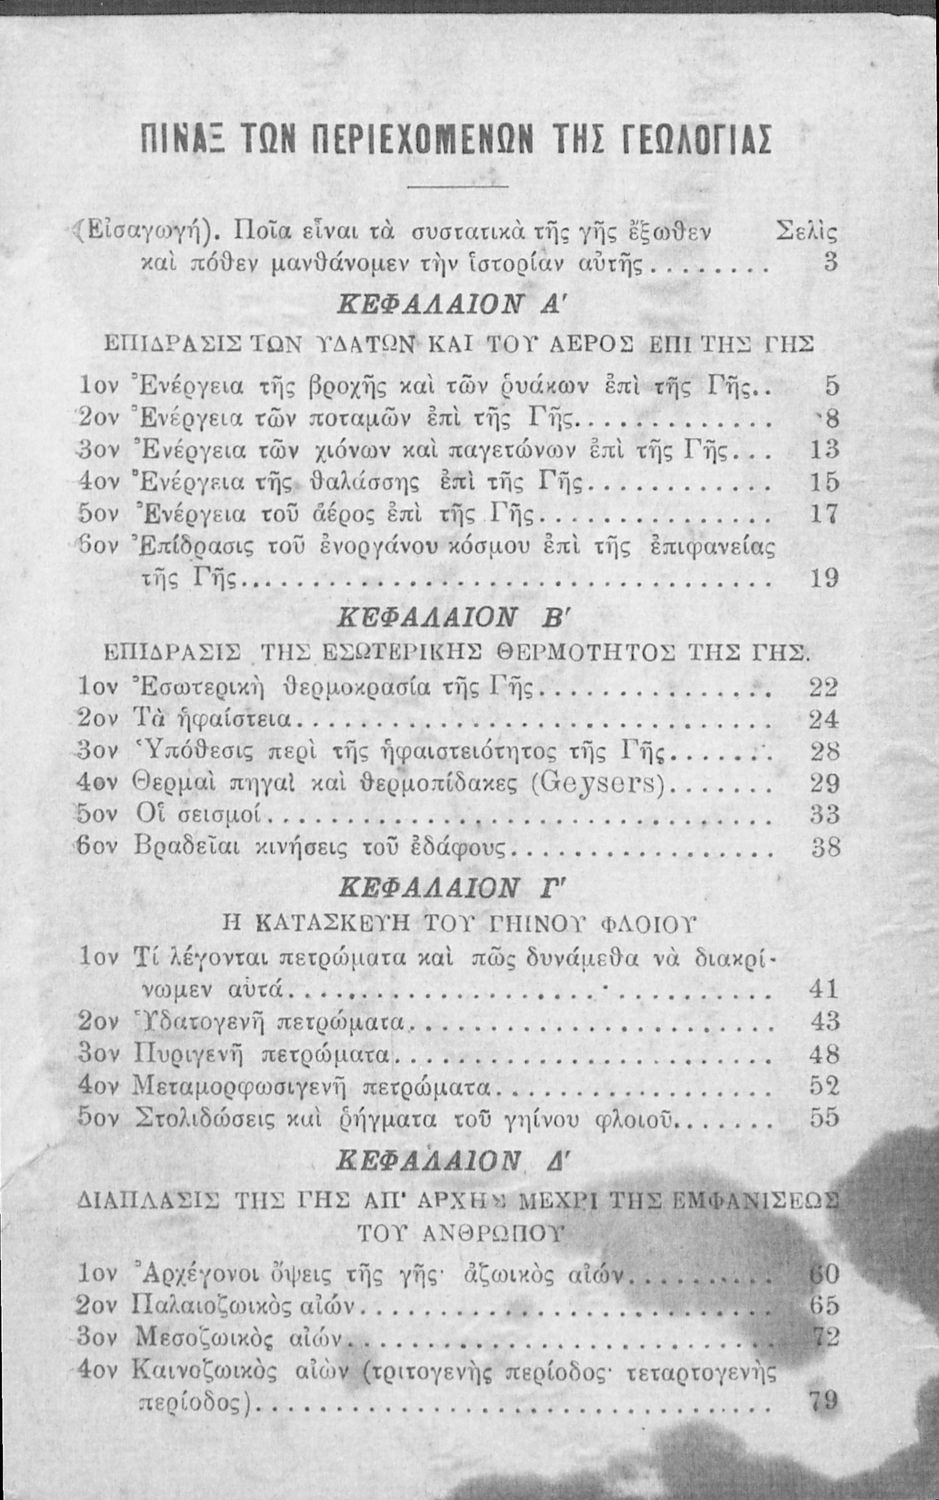 ΠΙΝΑΞ ΤΩΝ ΠΕΡΙΕΧΟΜΕΝΩΝ ΤΗΣ ΓΕΩΛΟΓΙΑΣ
(Εἰσαγωγή). Ποῖα εἶναι τὰ συστατικὰ τῆς γῆς ἔξωθεν Σελὶς
καὶ πόθεν μανθάνομεν τὴν ἱστορίαν αὐτῆς........ 3
ΚΕΦΑΛΑΙΟΝ Α'
ΕΠΙΔΡΑΣΙΣ ΤΩΝ ΥΔΑΤΩΝ ΚΑΙ ΤΟΥ ΑΕΡΟΣ ΕΠΙ ΤΗΣ ΓΗΣ
1ον Ἐνέργεια τῆς βροχῆς καὶ τῶν ῥυάκων ἐπὶ τῆς Γῆς.. 5
2ον Ἐνέργεια τῶν ποταμῶν ἐπὶ τῆς Γῆς............. 8
3ον Ἐνέργεια τῶν χιόνων καὶ παγετώνων ἐπὶ τῆς Γῆς... 13
4ον Ἐνέργεια τῆς θαλάσσης ἐπὶ τῆς Γῆς............ 15
5ον Ἐνέργεια τοῦ ἀέρος ἐπὶ τῆς Γῆς............... 17
6ον Ἐπίδρασις τοῦ ἐνοργάνου κόσμου ἐπὶ τῆς ἐπιφανείας
τῆς Γῆς.................................. 19
ΚΕΦΑΛΑΙΟΝ Β'
ΕΠΙΔΡΑΣΙΣ ΤΗΣ ΕΣΩΤΕΡΙΚΗΣ ΘΕΡΜΟΤΗΤΟΣ ΤΗΣ ΓΗΣ.
1ον Ἐσωτερικὴ θερμοκρασία τῆς Γῆς............... 22
2ον Τὰ ἡφαίστεια.............................. 24
3ον Ὑπόθεσις περὶ τῆς ἡφαιστειότητος τῆς Γῆς....... 28
4ον Θερμαὶ πηγαὶ καὶ θερμοπίδακες (Geysers)....... 29
5ον Οἱ σεισμοί................................ 33
6ον Βραδεῖαι κινήσεις τοῦ ἐδάφους................. 38
ΚΕΦΑΛΑΙΟΝ Γ'
Η ΚΑΤΑΣΚΕΥΗ ΤΟΥ ΓΗΙΝΟΥ ΦΛΟΙΟΥ
1ον Τί λέγονται πετρώματα καὶ πῶς δυνάμεθα νὰ διακρί-
νωμεν αὐτά............................... 41
2ον Ὑδατογενῆ πετρώματα....................... 43
3ον Πυριγενῆ πετρώματα........................ 48
4ον Μεταμορφωσιγενῆ πετρώματα.................. 52
5ον Στολιδώσεις καὶ ῥήγματα τοῦ γηίνου φλοιοῦ....... 55
ΚΕΦΑΛΑΙΟΝ Δ'
ΔΙΑΠΛΑΣΙΣ ΤΗΣ ΓΗΣ ΑΠ' ΑΡΧΗΣ ΜΕΧΡΙ ΤΗΣ ΕΜΦΑΝΙΣΕΩΣ
ΤΟΥ ΑΝΘΡΩΠΟΥ
1ον Ἀρχέγονοι ὄψεις τῆς γῆς· ἀζωικὸς αἰών.......... 60
2ον Παλαιοζωικὸς αἰών.......................... 65
3ον Μεσοζωικὸς αἰών........................... 72
4ον Καινοζωικὸς αἰὼν (τριτογενὴς περίοδος· τεταρτογενὴς
περίοδος)................................. 79